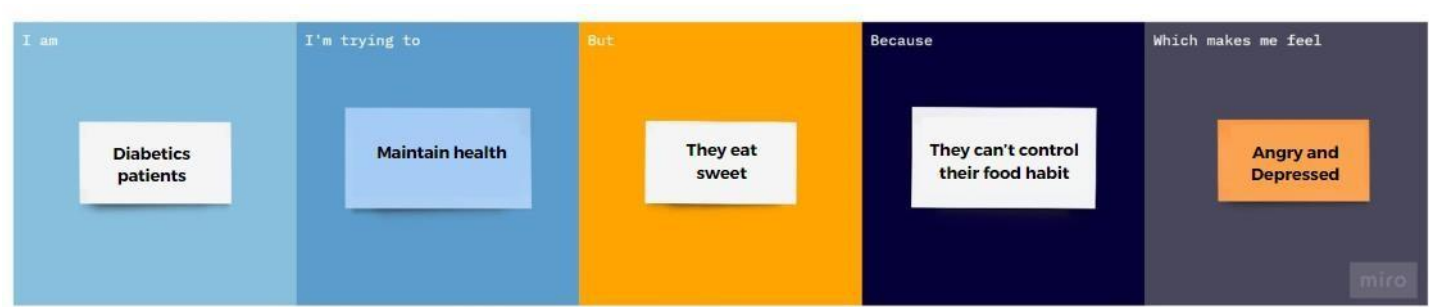 I am
Diabetics
patients
I'm trying to
Maintain health
But
They eat
sweet
Because
They can't control
their food habit
Which makes me feel
Angry and
Depressed
miro